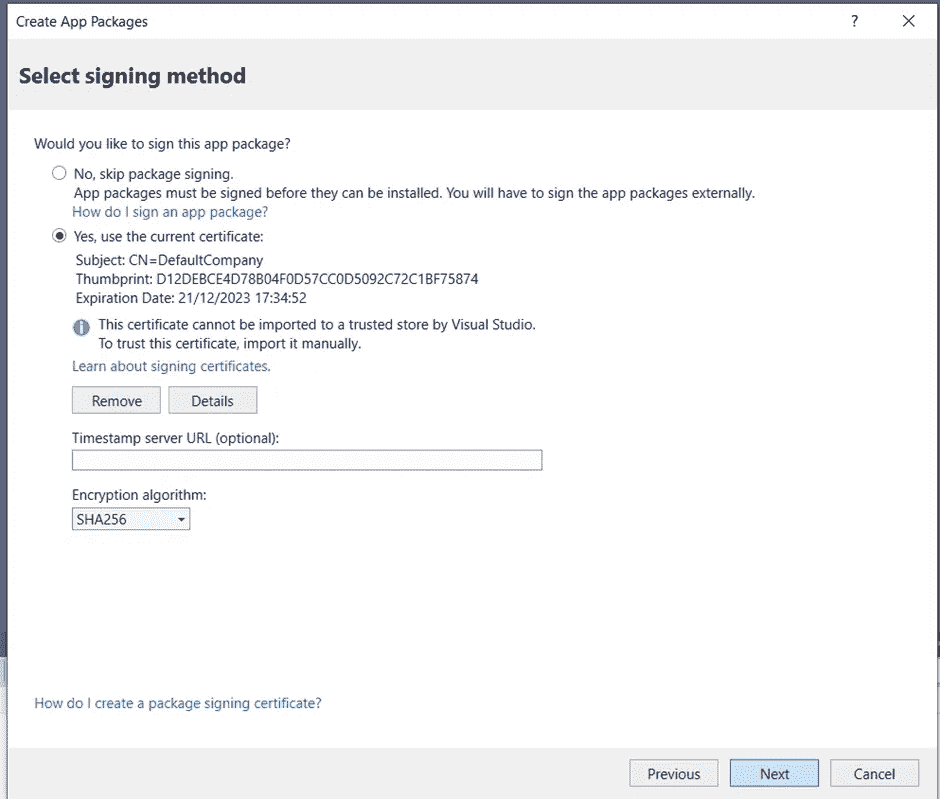 Create App Packages
?
Select signing method
Would you like to sign this app package?
No, skip package signing.
App packages must be signed before they can be installed. You will have to sign the app packages externally.
How do I sign an app package?
Yes, use the current certificate:
Subject: CN=DefaultCompany
Thumbprint: D12DEBCE4D78B04F0D57CC0D5092C72C1BF75874
Expiration Date: 21/12/2023 17:34:52
This certificate cannot be imported to a trusted store by Visual Studio.
To trust this certificate, import it manually.
Learn about signing certificates.
Remove Details
Timestamp server URL (optional):
Encryption algorithm:
SHA256
How do I create a package signing certificate?
Previous Next Cancel